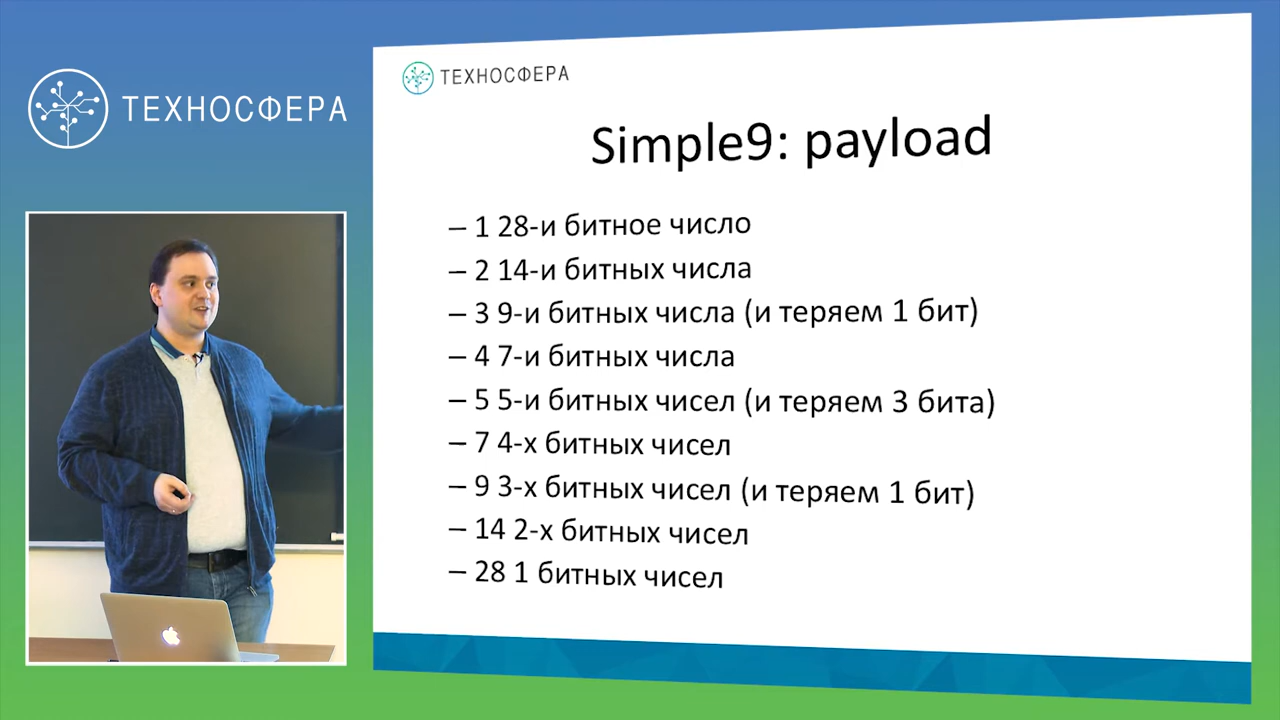 ТЕХНОСФЕРА
ТЕХНОСФЕРА
Simple9: payload
– 1 28-и битное число
– 2 14-и битных числа
– 3 9-и битных числа (и теряем 1 бит)
– 4 7-и битных числа
– 5 5-и битных чисел (и теряем 3 бита)
– 7 4-х битных чисел
– 9 3-х битных чисел (и теряем 1 бит)
– 14 2-х битных чисел
– 28 1 битных чисел